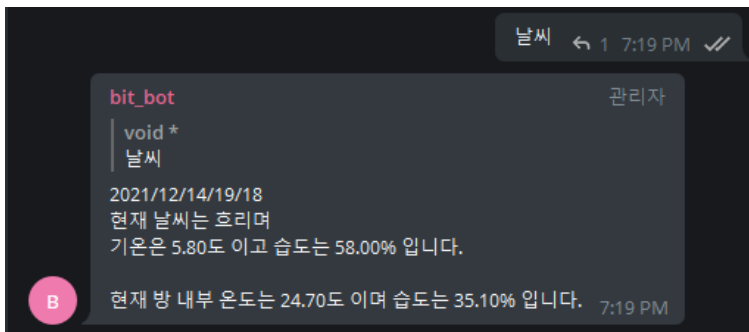 날씨 1 7:19 PM
bit_bot 관리자
void *
날씨
2021/12/14/19/18
현재 날씨는 흐리며
기온은 5.80도 이고 습도는 58.00% 입니다.
현재 방 내부 온도는 24.70도 이며 습도는 35.10% 입니다. 7:19 PM
B